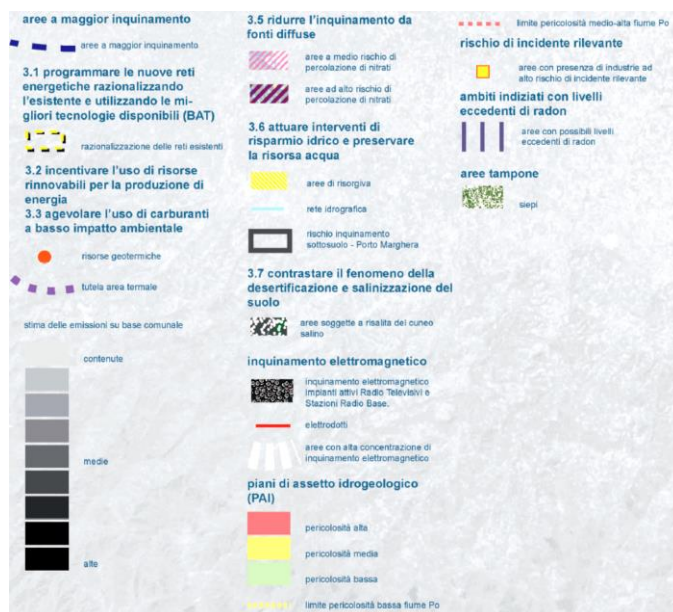 aree a maggior inquinamento
aree a maggior inquinamento
3.1 programmare le nuove reti
energetiche razionalizzando
l'esistente e utilizzando le mi-
gliori tecnologie disponibili (BAT)
razionalizzazione delle reti esistenti
3.2 incentivare l'uso di risorse
rinnovabili per la produzione di
energia
3.3 agevolare l'uso di carburanti
a basso impatto ambientale
risorse geotermiche
tutela area termale
stima delle emissioni su base comunale
contenute
medie
alte
3.5 ridurre l'inquinamento da
fonti diffuse
aree a medio rischio di
percolazione di nitrati
aree ad alto rischio di
percolazione di nitrati
3.6 attuare interventi di
risparmio idrico e preservare
la risorsa acqua
aree di risorgiva
rete idrografica
rischio inquinamento
sottosuolo - Porto Marghera
3.7 contrastare il fenomeno della
desertificazione e salinizzazione del
suolo
aree soggette a risalita del cuneo
salino
inquinamento elettromagnetico
inquinamento elettromagnetico
Impianti attivi Radio Televisivi e
Stazioni Radio Base.
elettrodotti
aree con alta concentrazione di
inquinamento elettromagnetico
piani di assetto idrogeologico
(PAI)
pericolosità alta
pericolosità media
pericolosità bassa
limite pericolosità bassa fiume Po
limite pericolosità medio-alta fiume Po
rischio di incidente rilevante
aree con presenza di industrie ad
alto rischio di incidente rilevante
ambiti indiziati con livelli
eccedenti di radon
aree con possibili livelli
eccedenti di radon
aree tampone
siepi